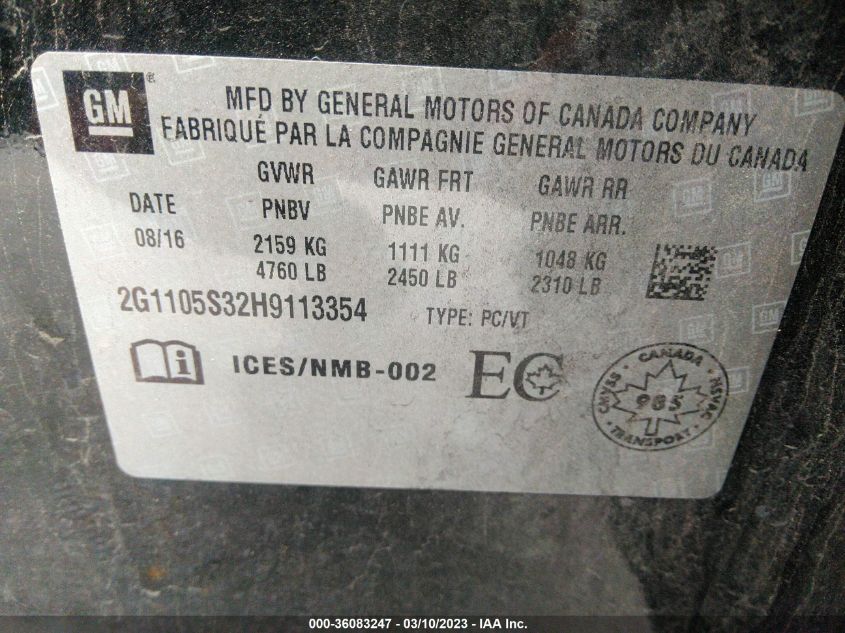 GM ®
MFD BY GENERAL MOTORS OF CANADA COMPANY
FABRIQUÉ PAR LA COMPAGNIE GENERAL MOTORS DU CANADA
GVWR GAWR FRT GAWR RR
DATE PNBV PNBE AV. PNBE ARR.
08/16 2159 KG 1111 KG 1048 KG
4760 LB 2450 LB 2310 LB
2G1105S32H9113354 TYPE: PC/VT
i ICES/NMB-002 EC
CANADA
CMVSS 985 NSVAC
TRANSPORT
000-36083247 - 03/10/2023 - IAA Inc.